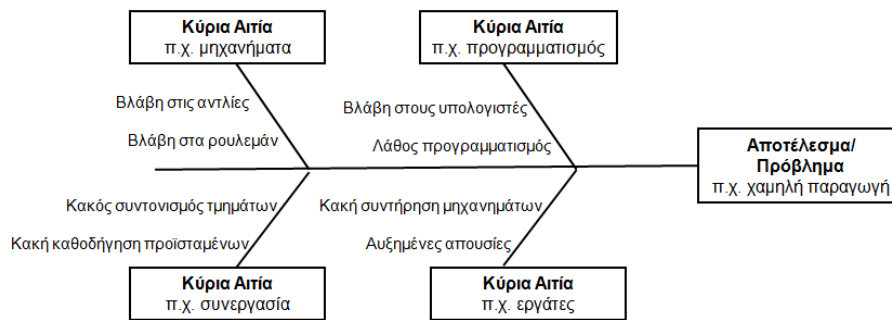 Κύρια Αιτία
π.χ. μηχανήματα
Κύρια Αιτία
π.χ. προγραμματισμός
Βλάβη στις αντλίες
Βλάβη στους υπολογιστές
Βλάβη στα ρουλεμάν
Λάθος προγραμματισμός
Αποτέλεσμα/
Πρόβλημα
π.χ. χαμηλή παραγωγή
Κακός συντονισμός τμημάτων
Κακή συντήρηση μηχανημάτων
Κακή καθοδήγηση προϊσταμένων
Αυξημένες απουσίες
Κύρια Αιτία
π.χ. συνεργασία
Κύρια Αιτία
π.χ. εργάτες